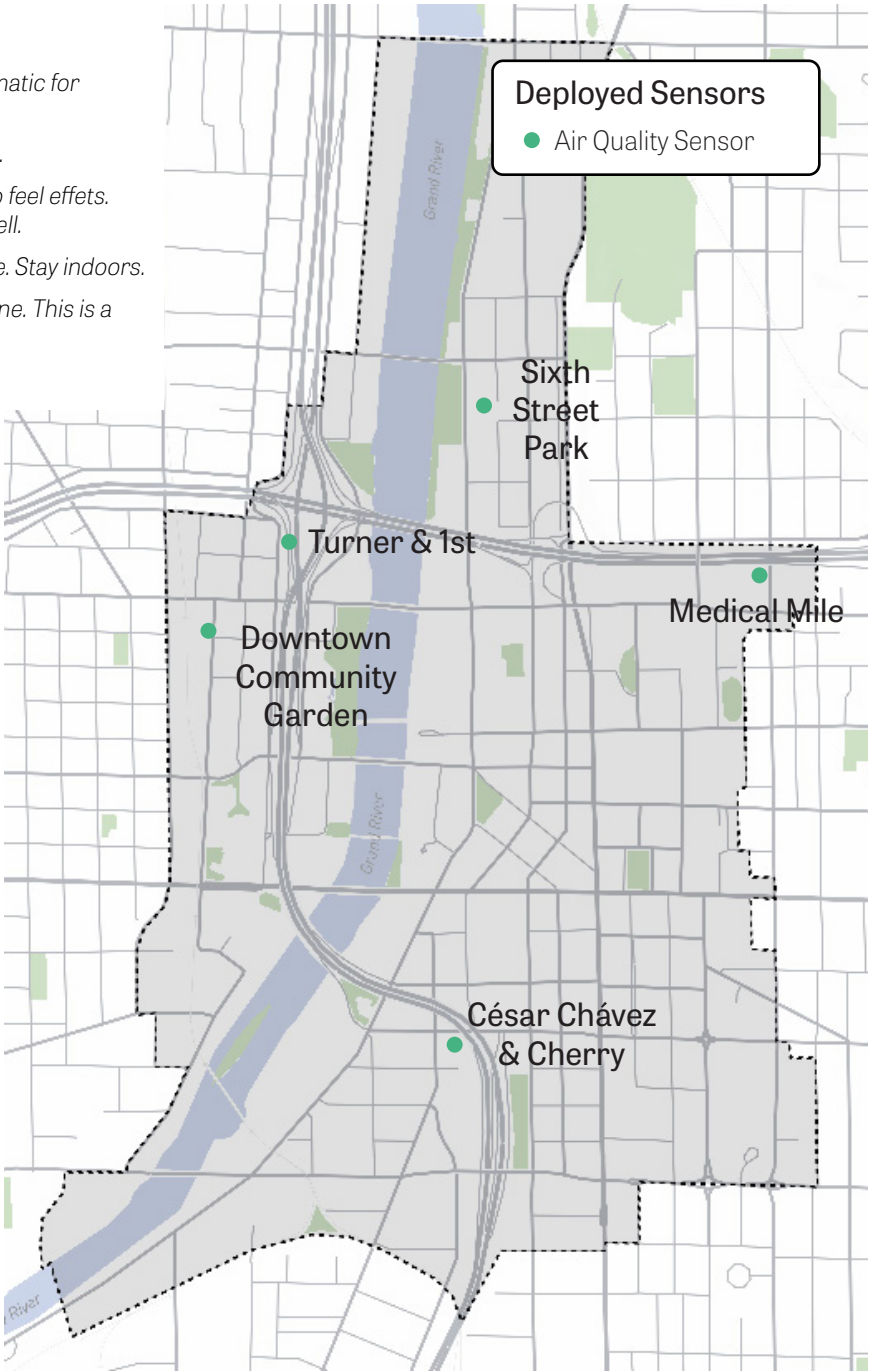 natic for
.
feel effets.
ell.
e. Stay indoors.
ne. This is a
Deployed Sensors
Air Quality Sensor
Grand River
Sixth
Street
Park
Turner & 1st
Medical Mile
Downtown
Community
Garden
Grand River
César Chávez
& Cherry
River